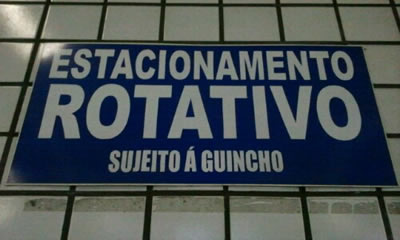 ESTACIONAMENTO
ROTATIVO
SUJEITO Á GUINCHO